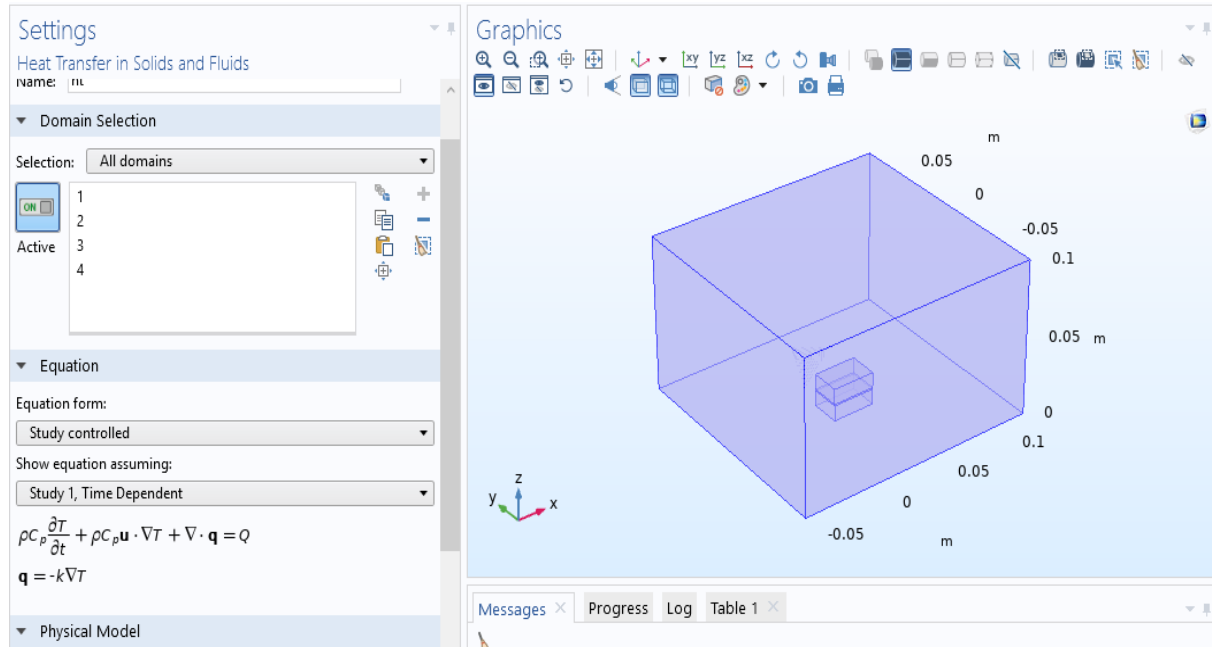 Settings
Heat Transfer in Solids and Fluids
Name: ht
Domain Selection
Selection: All domains
ON
Active
1
2
3
4
Equation
Equation form:
Study controlled
Show equation assuming:
Study 1, Time Dependent
ρC_p ∂T/∂t + ρC_p u · ∇T + ∇ · q = Q
q = -k∇T
Physical Model
Graphics
xy yz xz
m
0.05
0
-0.05
0.1
0.05 m
0
0.1
0.05
0
-0.05
m
z
y
x
Messages Progress Log Table 1